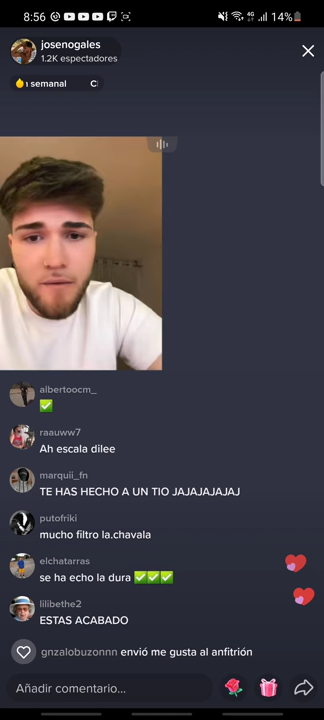 8:56
4G
14%
josenogales
1.2K espectadores
semanal
albertoocm_
✅
raauww7
Ah escala dilee
marquii_fn
TE HAS HECHO A UN TIO JAJAJAJAJ
putofriki
mucho filtro la.chavala
elchatarras
se ha echo la dura ✅✅✅
lilibethe2
ESTAS ACABADO
gnzalobuzonnn envió me gusta al anfitrión
Añadir comentario...